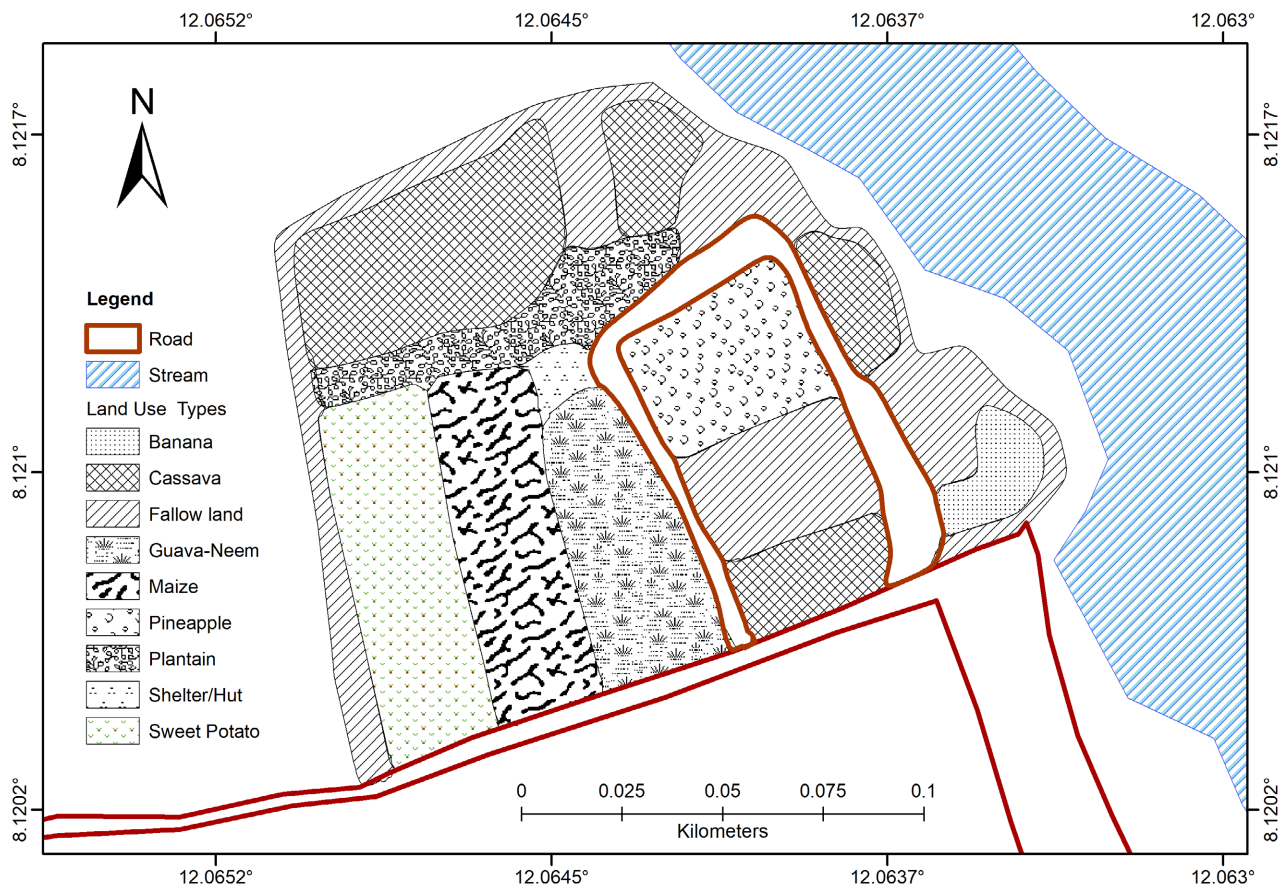 12.0652° 12.0645° 12.0637° 12.063°
N
8.1217° 8.1217°
Legend
Road
Stream
Land Use Types
Banana
Cassava
8.121° 8.121°
Fallow land
Guava-Neem
Maize
Pineapple
Plantain
Shelter/Hut
Sweet Potato
0 0.025 0.05 0.075 0.1
Kilometers
8.1202° 8.1202°
12.0652° 12.0645° 12.0637° 12.063°